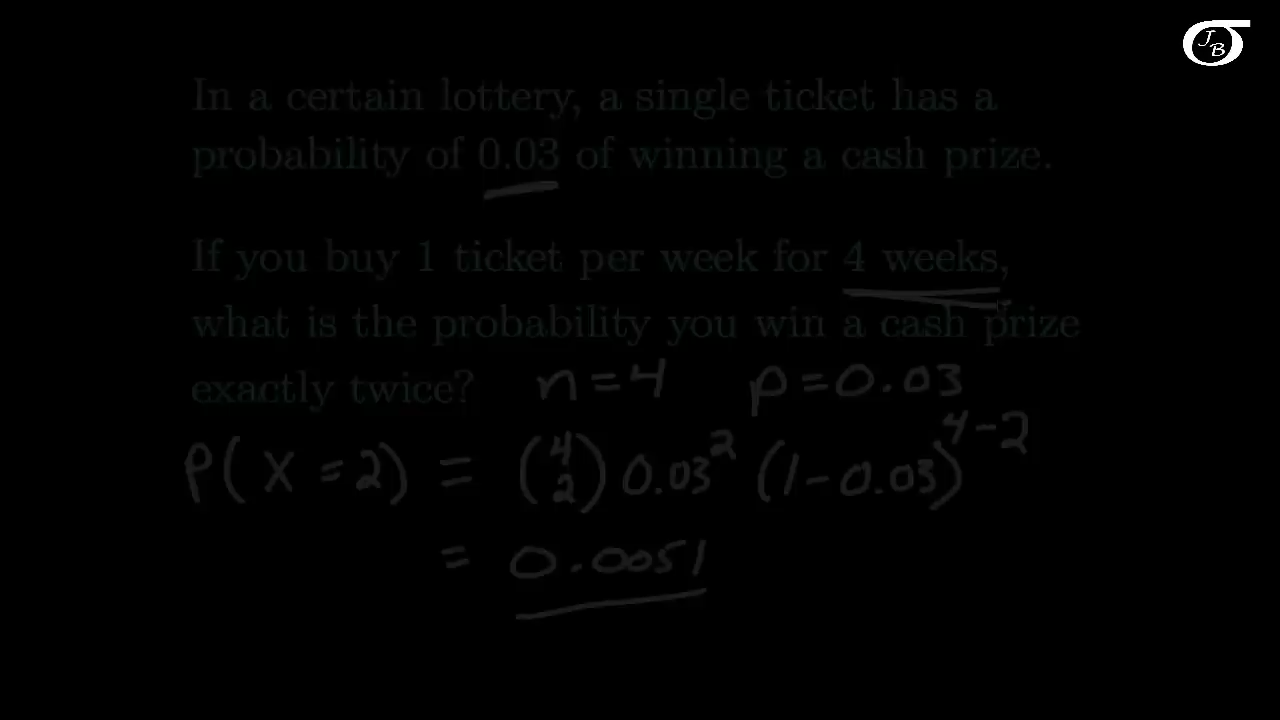 JB
In a certain lottery, a single ticket has a
probability of 0.03 of winning a cash prize.
If you buy 1 ticket per week for 4 weeks,
what is the probability you win a cash prize
exactly twice? n = 4 p = 0.03
P(X = 2) = (4 2) 0.03² (1 - 0.03)⁴⁻²
= 0.0051